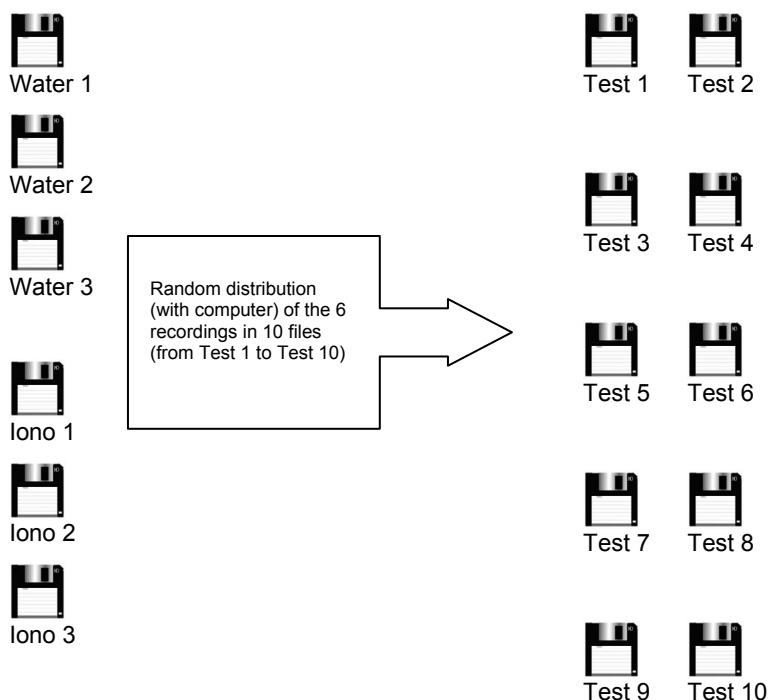 Water 1
Water 2
Water 3
Iono 1
Iono 2
Iono 3
Random distribution
(with computer) of the 6
recordings in 10 files
(from Test 1 to Test 10)
Test 1 Test 2
Test 3 Test 4
Test 5 Test 6
Test 7 Test 8
Test 9 Test 10